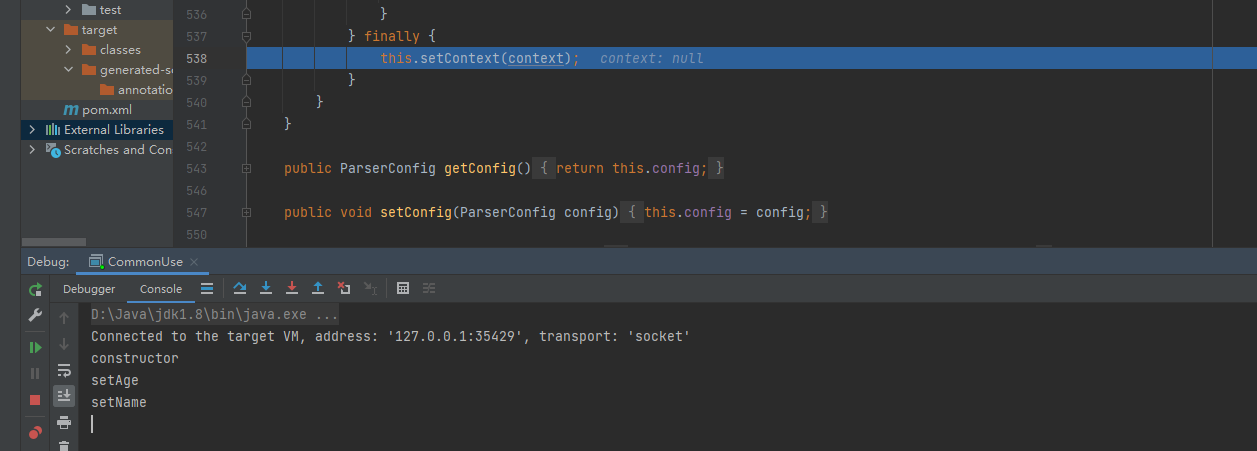 test
target
classes
generated-s
annotatio
pom.xml
External Libraries
Scratches and Con
536 }
537 } finally {
538 this.setContext(context); context: null
539 }
540 }
541 }
542
543 public ParserConfig getConfig() { return this.config; }
546
547 public void setConfig(ParserConfig config) { this.config = config; }
550
Debug: CommonUse
Debugger Console
D:\Java\jdk1.8\bin\java.exe ...
Connected to the target VM, address: '127.0.0.1:35429', transport: 'socket'
constructor
setAge
setName